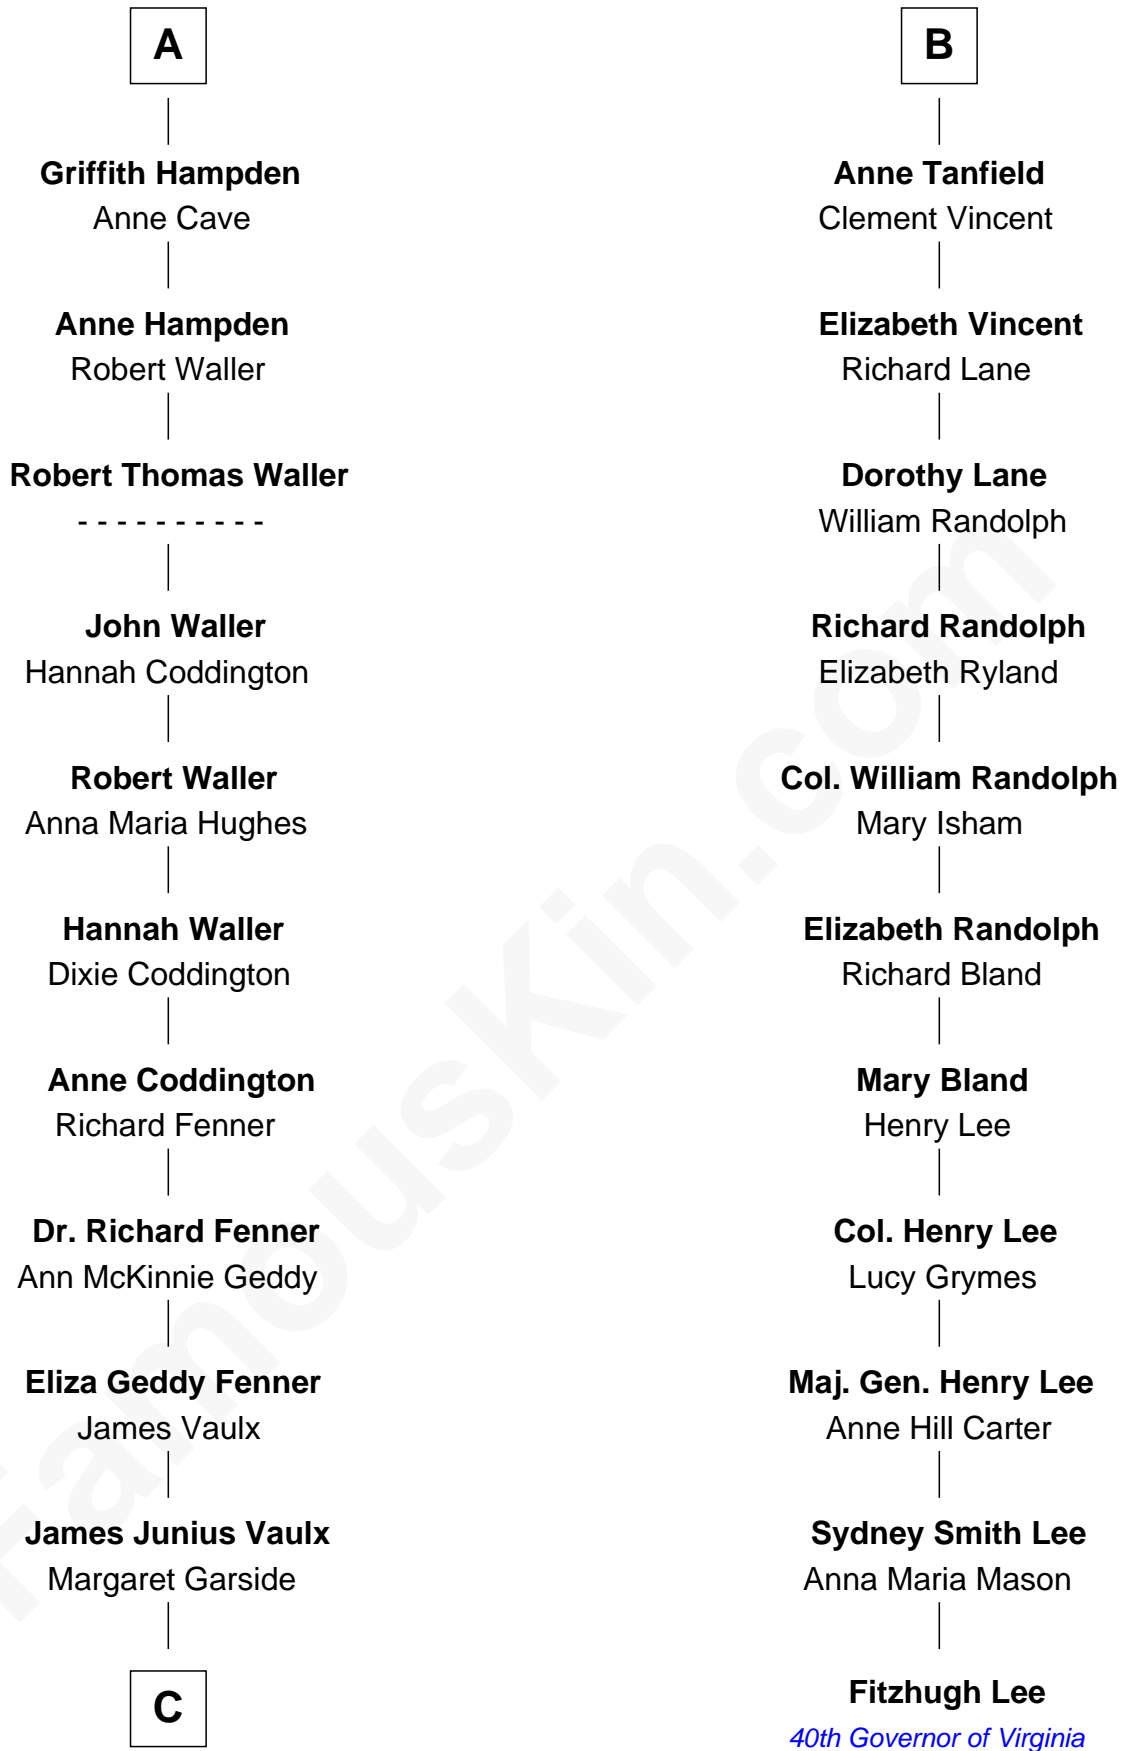 A
Griffith Hampden
Anne Cave
Anne Hampden
Robert Waller
Robert Thomas Waller
- - - - - - - - - -
John Waller
Hannah Coddington
Robert Waller
Anna Maria Hughes
Hannah Waller
Dixie Coddington
Anne Coddington
Richard Fenner
Dr. Richard Fenner
Ann McKinnie Geddy
Eliza Geddy Fenner
James Vaulx
James Junius Vaulx
Margaret Garside
C
B
Anne Tanfield
Clement Vincent
Elizabeth Vincent
Richard Lane
Dorothy Lane
William Randolph
Richard Randolph
Elizabeth Ryland
Col. William Randolph
Mary Isham
Elizabeth Randolph
Richard Bland
Mary Bland
Henry Lee
Col. Henry Lee
Lucy Grymes
Maj. Gen. Henry Lee
Anne Hill Carter
Sydney Smith Lee
Anna Maria Mason
Fitzhugh Lee
40th Governor of Virginia
FamousKin.com